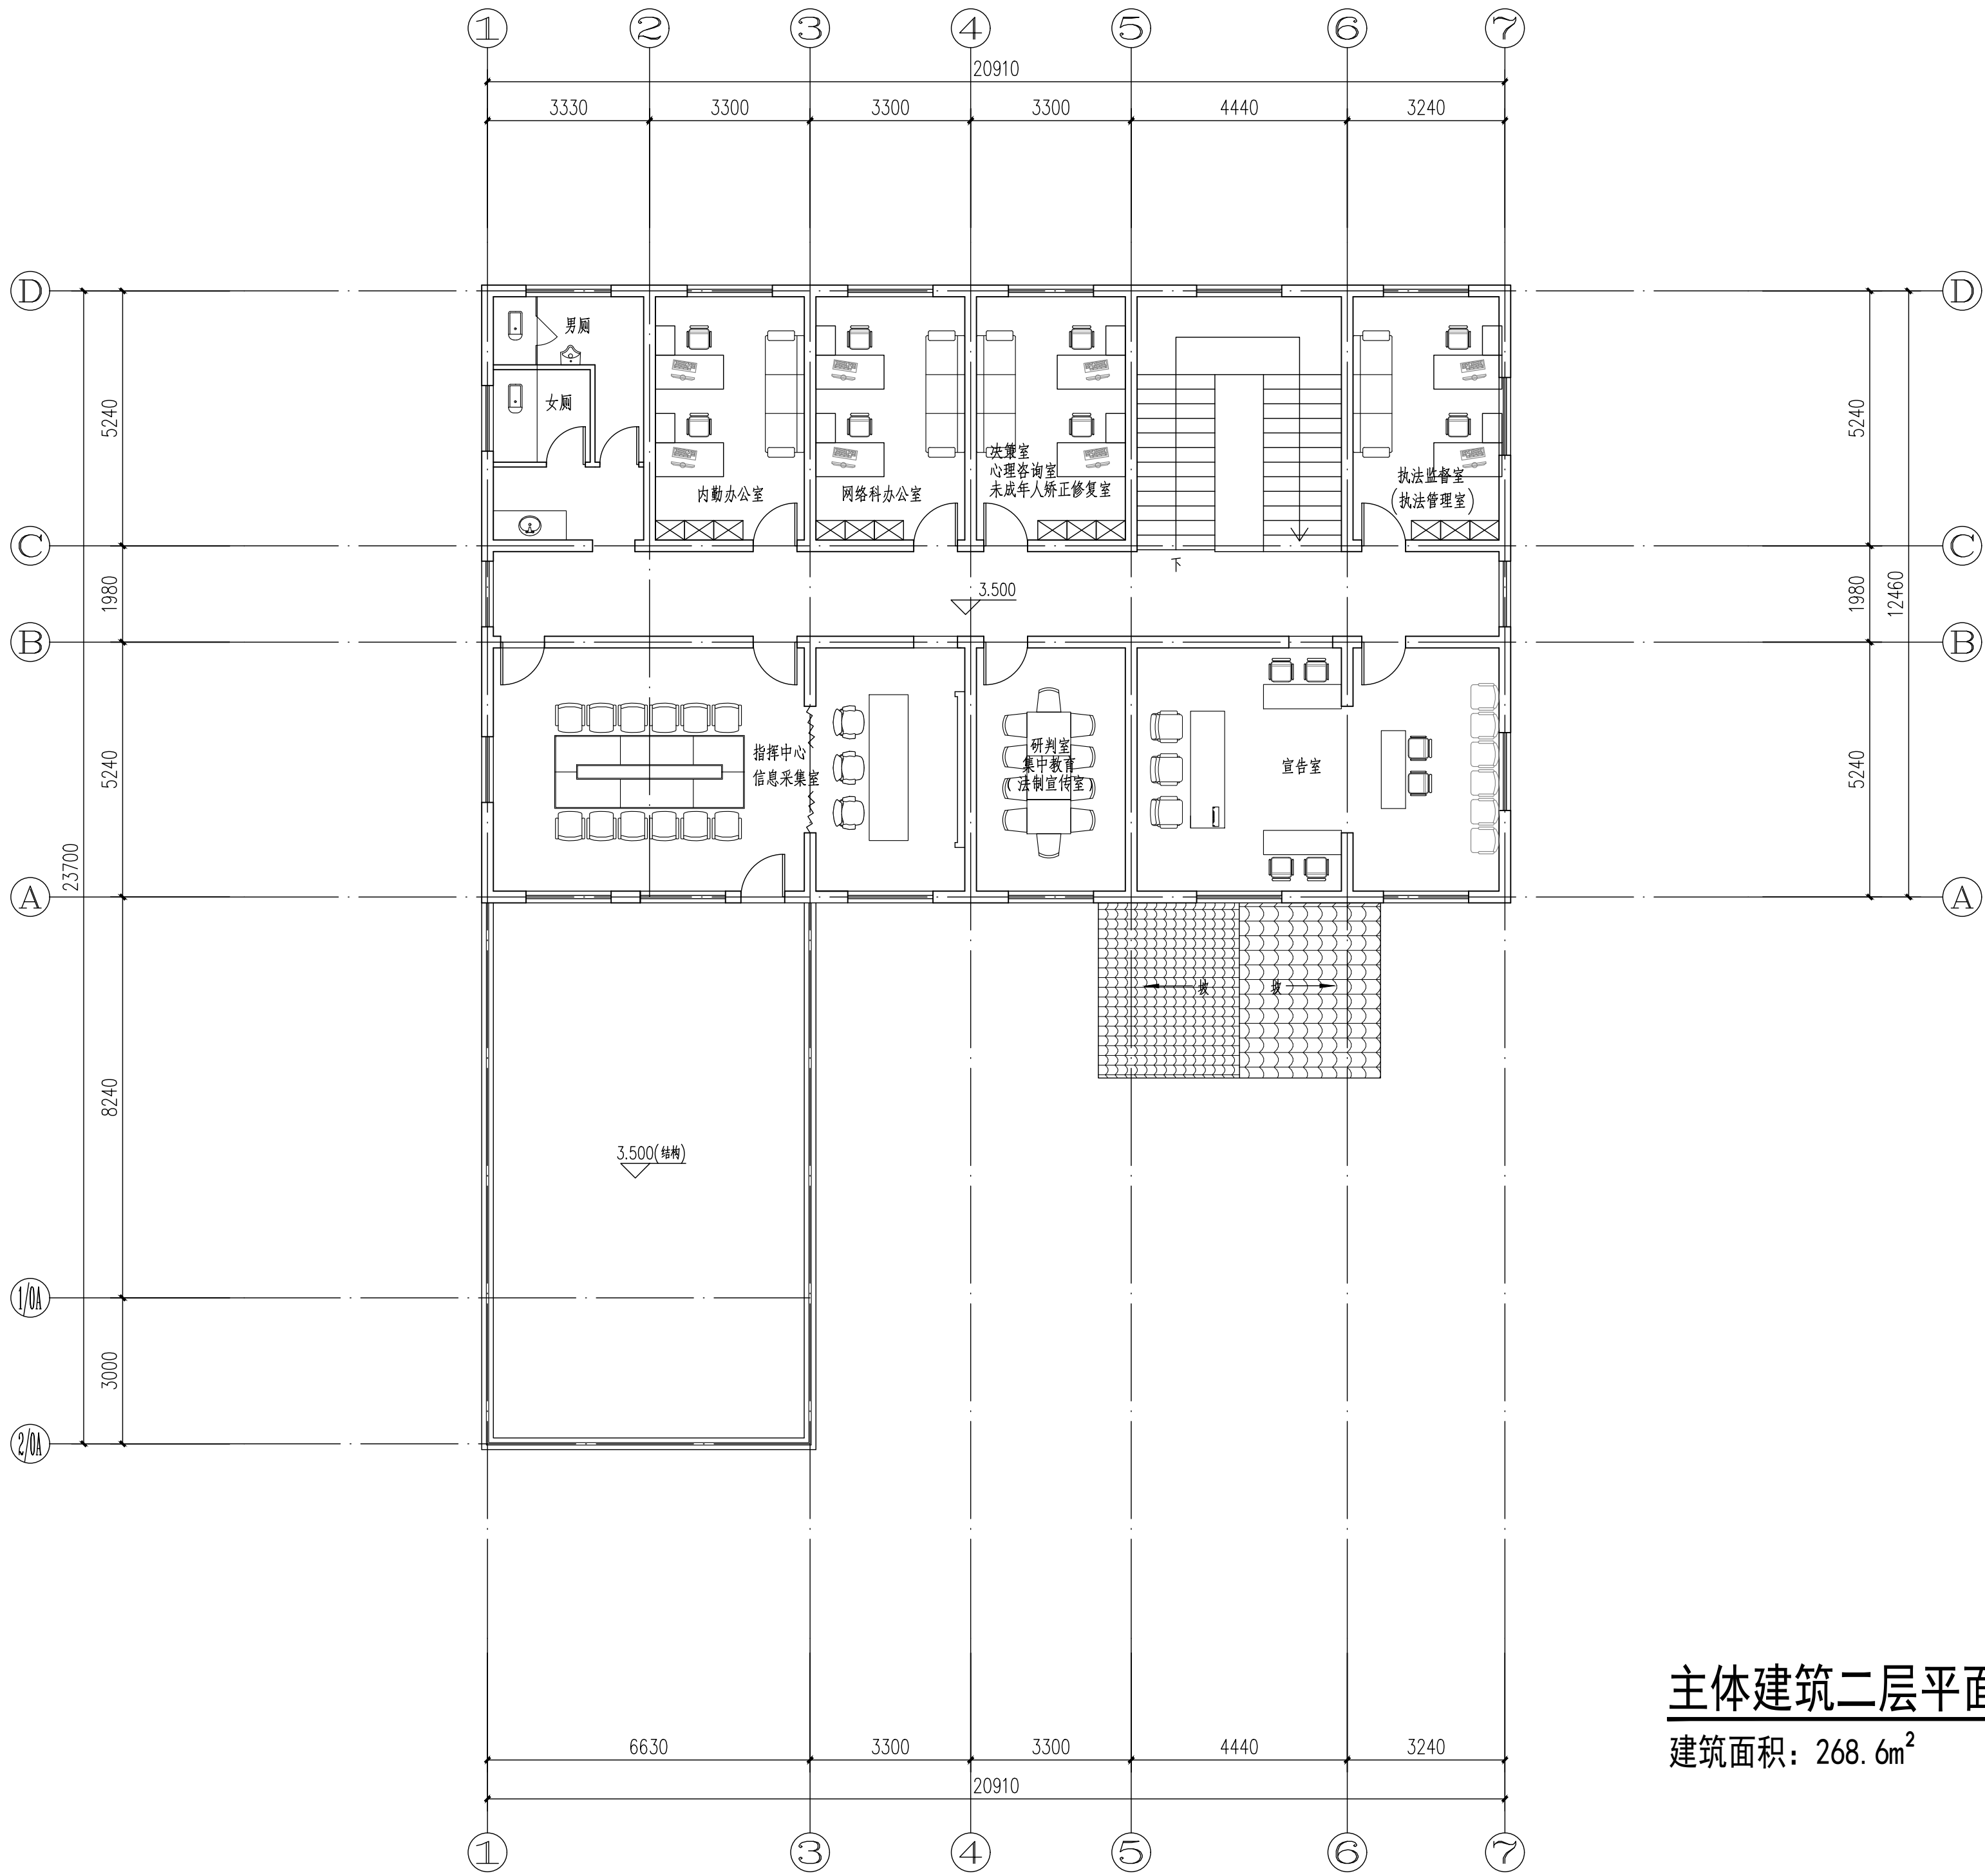 1 2 3 4 5 6 7
20910
3330 3300 3300 3300 4440 3240
D D
男厕
女厕
5240
5240
内勤办公室
网络科办公室
决策室
心理咨询室
未成年人矫正修复室
执法监督室
(执法管理室)
C C
下
1980
3.500
1980
12460
B B
5240
指挥中心
信息采集室
研判室
集中教育
(法制宣传室)
宣告室
5240
23700
A A
坡 坡
8240
3.500(结构)
1/0A
3000
2/0A
主体建筑二层平面
建筑面积：268.6m²
6630 3300 3300 4440 3240
20910
1 3 4 5 6 7